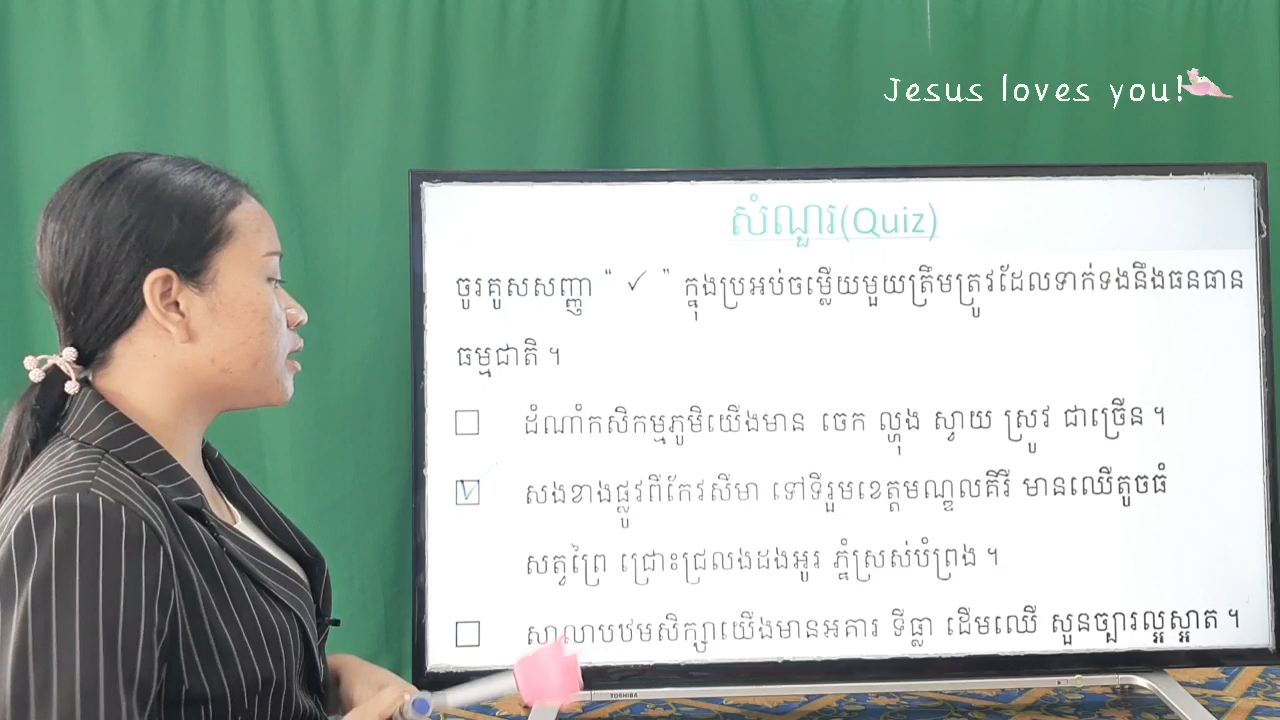 Jesus loves you!
សំណួរ(Quiz)
ចូរគូសសញ្ញា “ ✓ ” ក្នុងប្រអប់ចម្លើយមួយត្រឹមត្រូវដែលទាក់ទងនឹងធនធាន
ធម្មជាតិ ។
ដំណាំកសិកម្មភូមិយើងមាន ចេក ល្ហុង ស្វាយ ស្រូវ ជាច្រើន ។
សងខាងផ្លូវពីកែវសីមា ទៅទីរួមខេត្តមណ្ឌលគិរី មានឈើតូចធំ
សត្វព្រៃ ជ្រោះជ្រលងដងអូរ ភ្នំស្រស់បំព្រង ។
សាលាបឋមសិក្សាយើងមានអគារ ទីធ្លា ដើមឈើ សួនច្បារល្អស្អាត ។
TOSHIBA